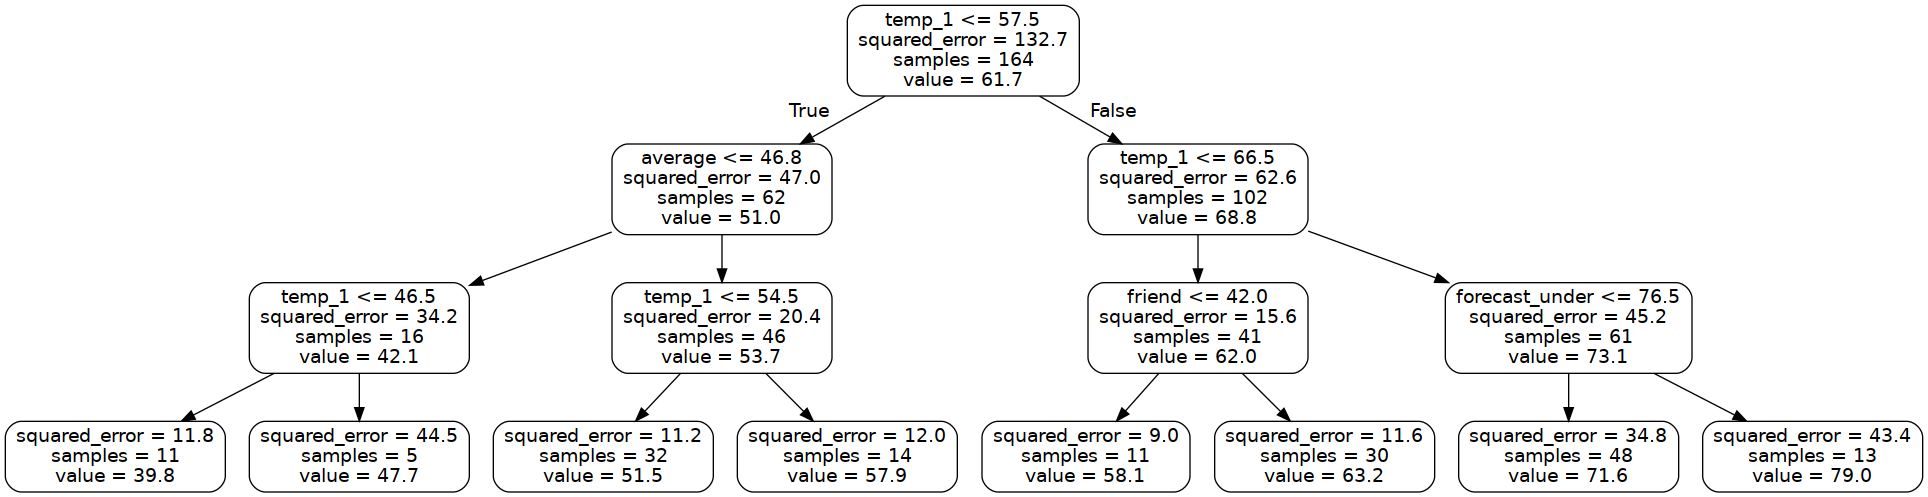 temp_1 <= 57.5
squared_error = 132.7
samples = 164
value = 61.7
True
False
average <= 46.8
squared_error = 47.0
samples = 62
value = 51.0
temp_1 <= 66.5
squared_error = 62.6
samples = 102
value = 68.8
temp_1 <= 46.5
squared_error = 34.2
samples = 16
value = 42.1
temp_1 <= 54.5
squared_error = 20.4
samples = 46
value = 53.7
friend <= 42.0
squared_error = 15.6
samples = 41
value = 62.0
forecast_under <= 76.5
squared_error = 45.2
samples = 61
value = 73.1
squared_error = 11.8
samples = 11
value = 39.8
squared_error = 44.5
samples = 5
value = 47.7
squared_error = 11.2
samples = 32
value = 51.5
squared_error = 12.0
samples = 14
value = 57.9
squared_error = 9.0
samples = 11
value = 58.1
squared_error = 11.6
samples = 30
value = 63.2
squared_error = 34.8
samples = 48
value = 71.6
squared_error = 43.4
samples = 13
value = 79.0